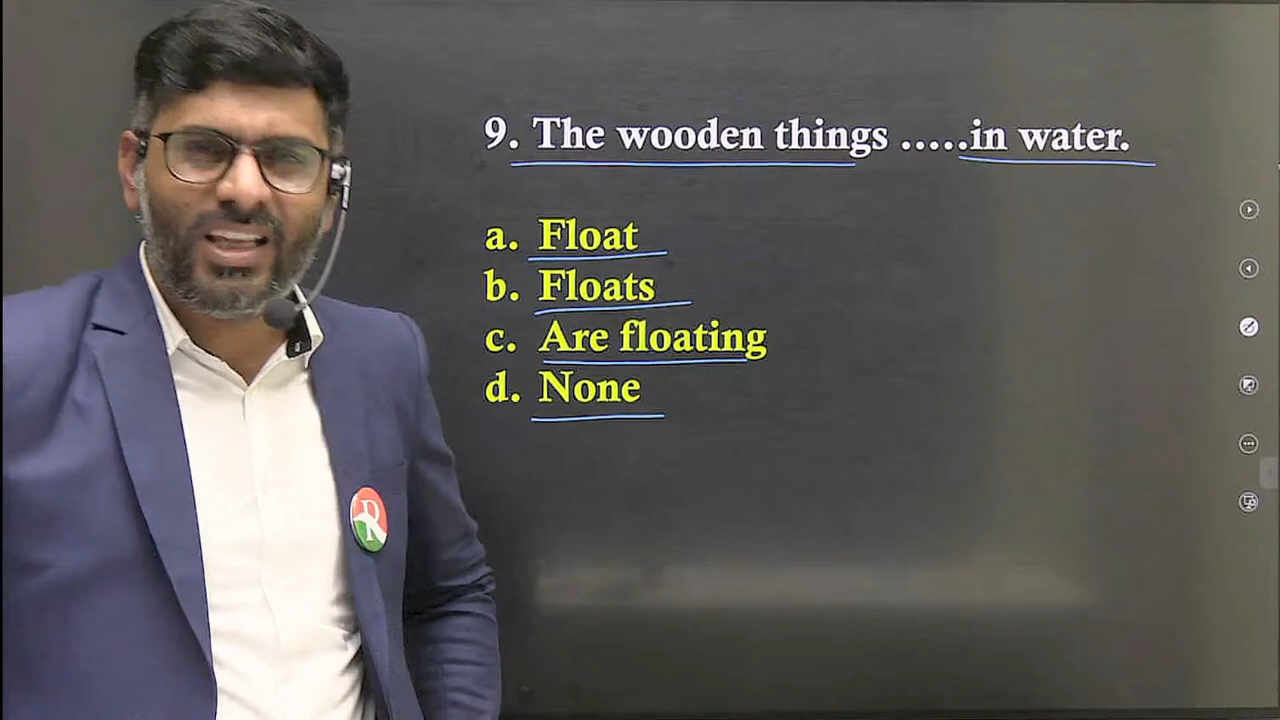 9. The wooden things .....in water.
a. Float
b. Floats
c. Are floating
d. None
R